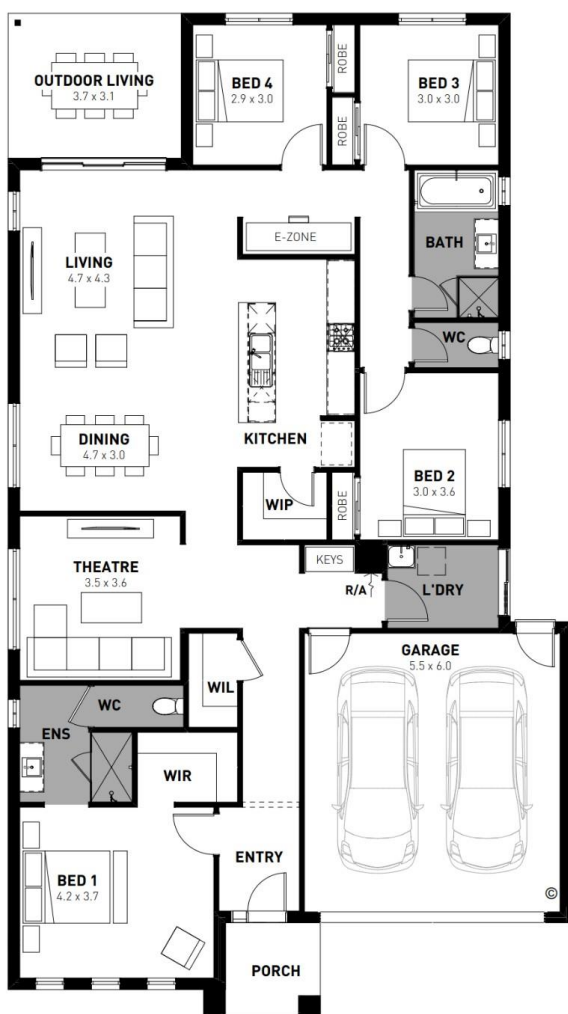 OUTDOOR LIVING
3.7 x 3.1
BED 4
2.9 x 3.0
ROBE
ROBE
BED 3
3.0 x 3.0
LIVING
4.7 x 4.3
E-ZONE
BATH
WC
DINING
4.7 x 3.0
KITCHEN
WIP
ROBE
BED 2
3.0 x 3.6
THEATRE
3.5 x 3.6
KEYS
R/A
L'DRY
GARAGE
5.5 x 6.0
WIL
WC
ENS
WIR
BED 1
4.2 x 3.7
ENTRY
©
PORCH